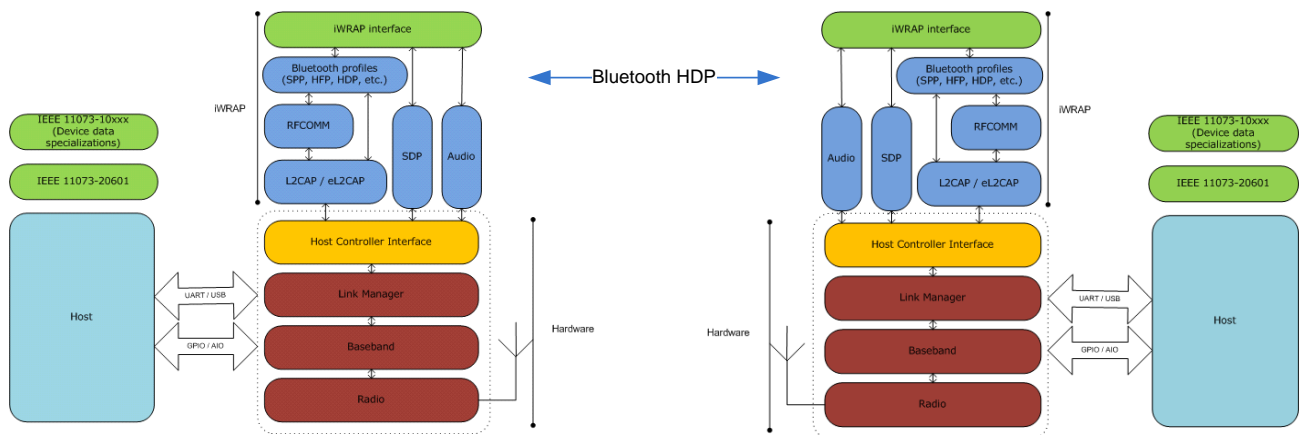 iWRAP interface
Bluetooth profiles
(SPP, HFP, HDP, etc.)
iWRAP
RFCOMM
SDP
Audio
L2CAP / eL2CAP
IEEE 11073-10xxx
(Device data
specializations)
IEEE 11073-20601
Host
UART / USB
GPIO / AIO
Host Controller Interface
Link Manager
Baseband
Radio
Hardware
Bluetooth HDP
iWRAP interface
Bluetooth profiles
(SPP, HFP, HDP, etc.)
iWRAP
RFCOMM
Audio
SDP
L2CAP / eL2CAP
IEEE 11073-10xxx
(Device data
specializations)
IEEE 11073-20601
Host Controller Interface
Link Manager
Baseband
Radio
Hardware
UART / USB
GPIO / AIO
Host